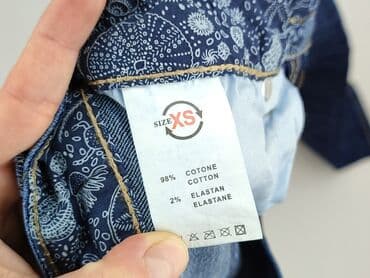 SIZE XS
98% COTONE
COTTON
2% ELASTAN
ELASTANE